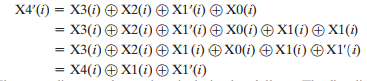 X4′(i) = X3(i) ⊕ X2(i) ⊕ X1′(i) ⊕ X0(i)
= X3(i) ⊕ X2(i) ⊕ X1′(i) ⊕ X0(i) ⊕ X1(i) ⊕ X1(i)
= X3(i) ⊕ X2(i) ⊕ X1(i) ⊕ X0(i) ⊕ X1(i) ⊕ X1′(i)
= X4(i) ⊕ X1(i) ⊕ X1′(i)